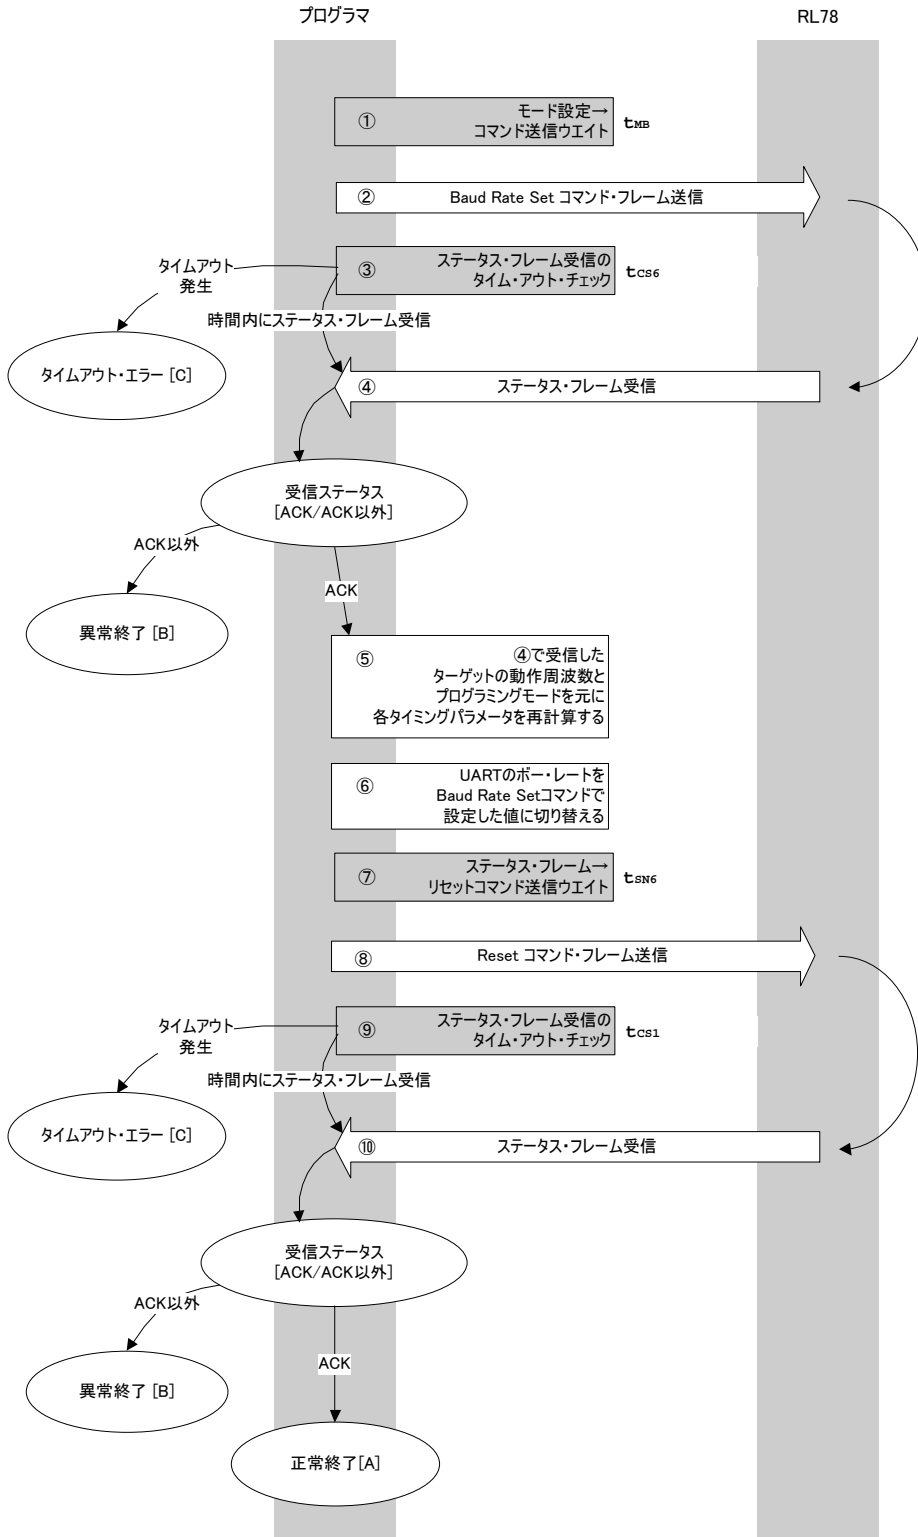 プログラマ
RL78
①
モード設定→
コマンド送信ウエイト
tMB
②
Baud Rate Set コマンド・フレーム送信
③
ステータス・フレーム受信の
タイム・アウト・チェック
tCS6
タイムアウト
発生
時間内にステータス・フレーム受信
タイムアウト・エラー [C]
④
ステータス・フレーム受信
受信ステータス
[ACK/ACK以外]
ACK以外
ACK
異常終了 [B]
⑤
④で受信した
ターゲットの動作周波数と
プログラミングモードを元に
各タイミングパラメータを再計算する
⑥
UARTのボー・レートを
Baud Rate Setコマンドで
設定した値に切り替える
⑦
ステータス・フレーム→
リセットコマンド送信ウエイト
tSN6
⑧
Reset コマンド・フレーム送信
⑨
ステータス・フレーム受信の
タイム・アウト・チェック
tCS1
タイムアウト
発生
時間内にステータス・フレーム受信
タイムアウト・エラー [C]
⑩
ステータス・フレーム受信
受信ステータス
[ACK/ACK以外]
ACK以外
ACK
異常終了 [B]
正常終了[A]